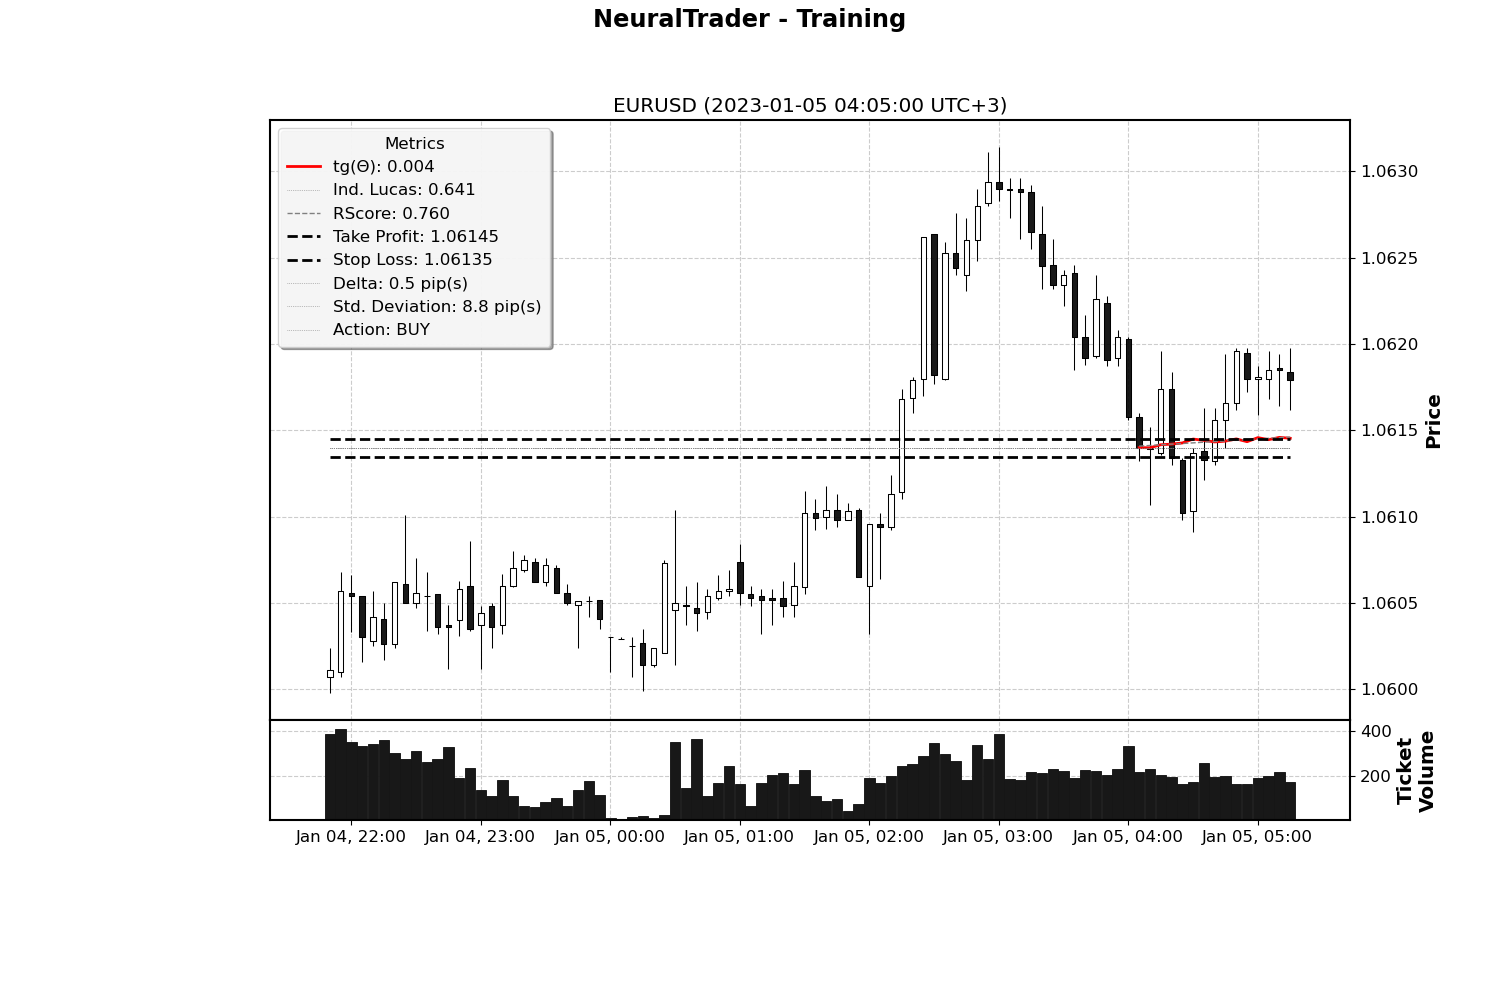 NeuralTrader - Training
EURUSD (2023-01-05 04:05:00 UTC+3)
Metrics
tg(Θ): 0.004
Ind. Lucas: 0.641
RScore: 0.760
Take Profit: 1.06145
Stop Loss: 1.06135
Delta: 0.5 pip(s)
Std. Deviation: 8.8 pip(s)
Action: BUY
1.0630
1.0625
1.0620
1.0615
1.0610
1.0605
1.0600
Price
400
200
Ticket
Volume
Jan 04, 22:00 Jan 04, 23:00 Jan 05, 00:00 Jan 05, 01:00 Jan 05, 02:00 Jan 05, 03:00 Jan 05, 04:00 Jan 05, 05:00